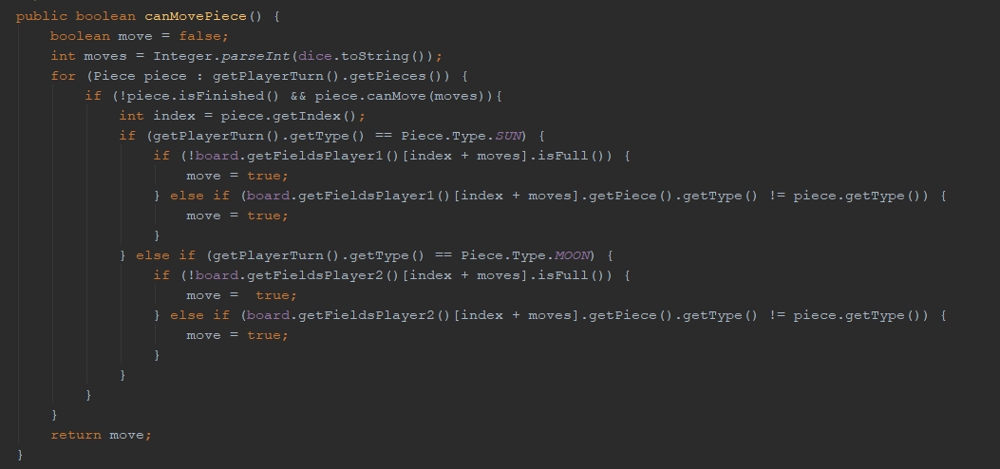 public boolean canMovePiece() {
    boolean move = false;
    int moves = Integer.parseInt(dice.toString());
    for (Piece piece : getPlayerTurn().getPieces()) {
        if (!piece.isFinished() && piece.canMove(moves)){
            int index = piece.getIndex();
            if (getPlayerTurn().getType() == Piece.Type.SUN) {
                if (!board.getFieldsPlayer1()[index + moves].isFull()) {
                    move = true;
                } else if (board.getFieldsPlayer1()[index + moves].getPiece().getType() != piece.getType()) {
                    move = true;
                }
            } else if (getPlayerTurn().getType() == Piece.Type.MOON) {
                if (!board.getFieldsPlayer2()[index + moves].isFull()) {
                    move =  true;
                } else if (board.getFieldsPlayer2()[index + moves].getPiece().getType() != piece.getType()) {
                    move = true;
                }
            }
        }
    }
    return move;
}